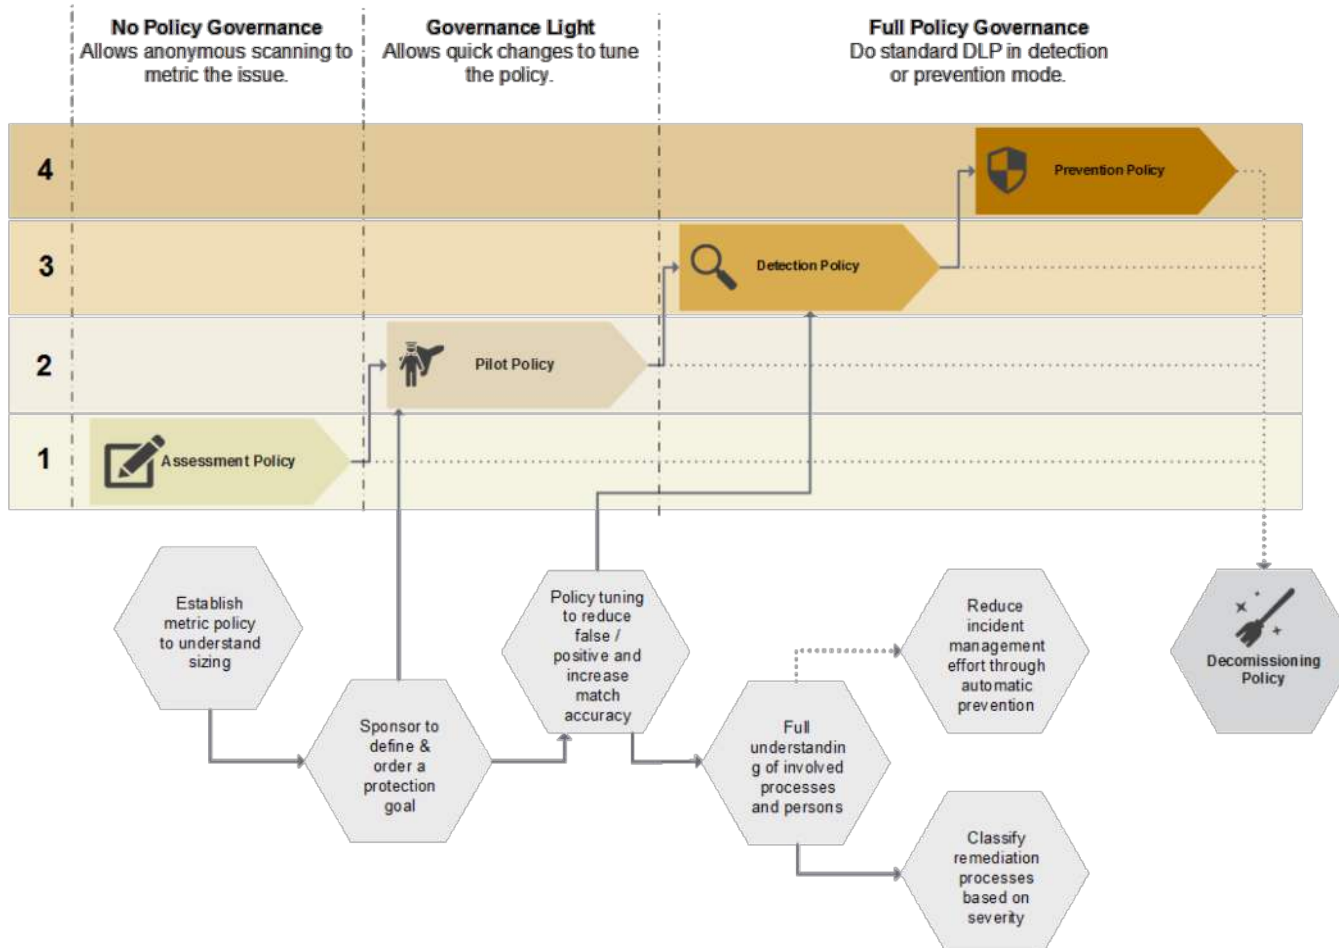 No Policy Governance
Allows anonymous scanning to
metric the issue.
Governance Light
Allows quick changes to tune
the policy.
Full Policy Governance
Do standard DLP in detection
or prevention mode.
4
Prevention Policy
3
Detection Policy
2
Pilot Policy
1
Assessment Policy
Establish
metric policy
to understand
sizing
Sponsor to
define &
order a
protection
goal
Policy tuning
to reduce
false /
positive and
increase
match
accuracy
Full
understandin
g of involved
processes
and persons
Reduce
incident
management
effort through
automatic
prevention
Classify
remediation
processes
based on
severity
Decomissioning
Policy